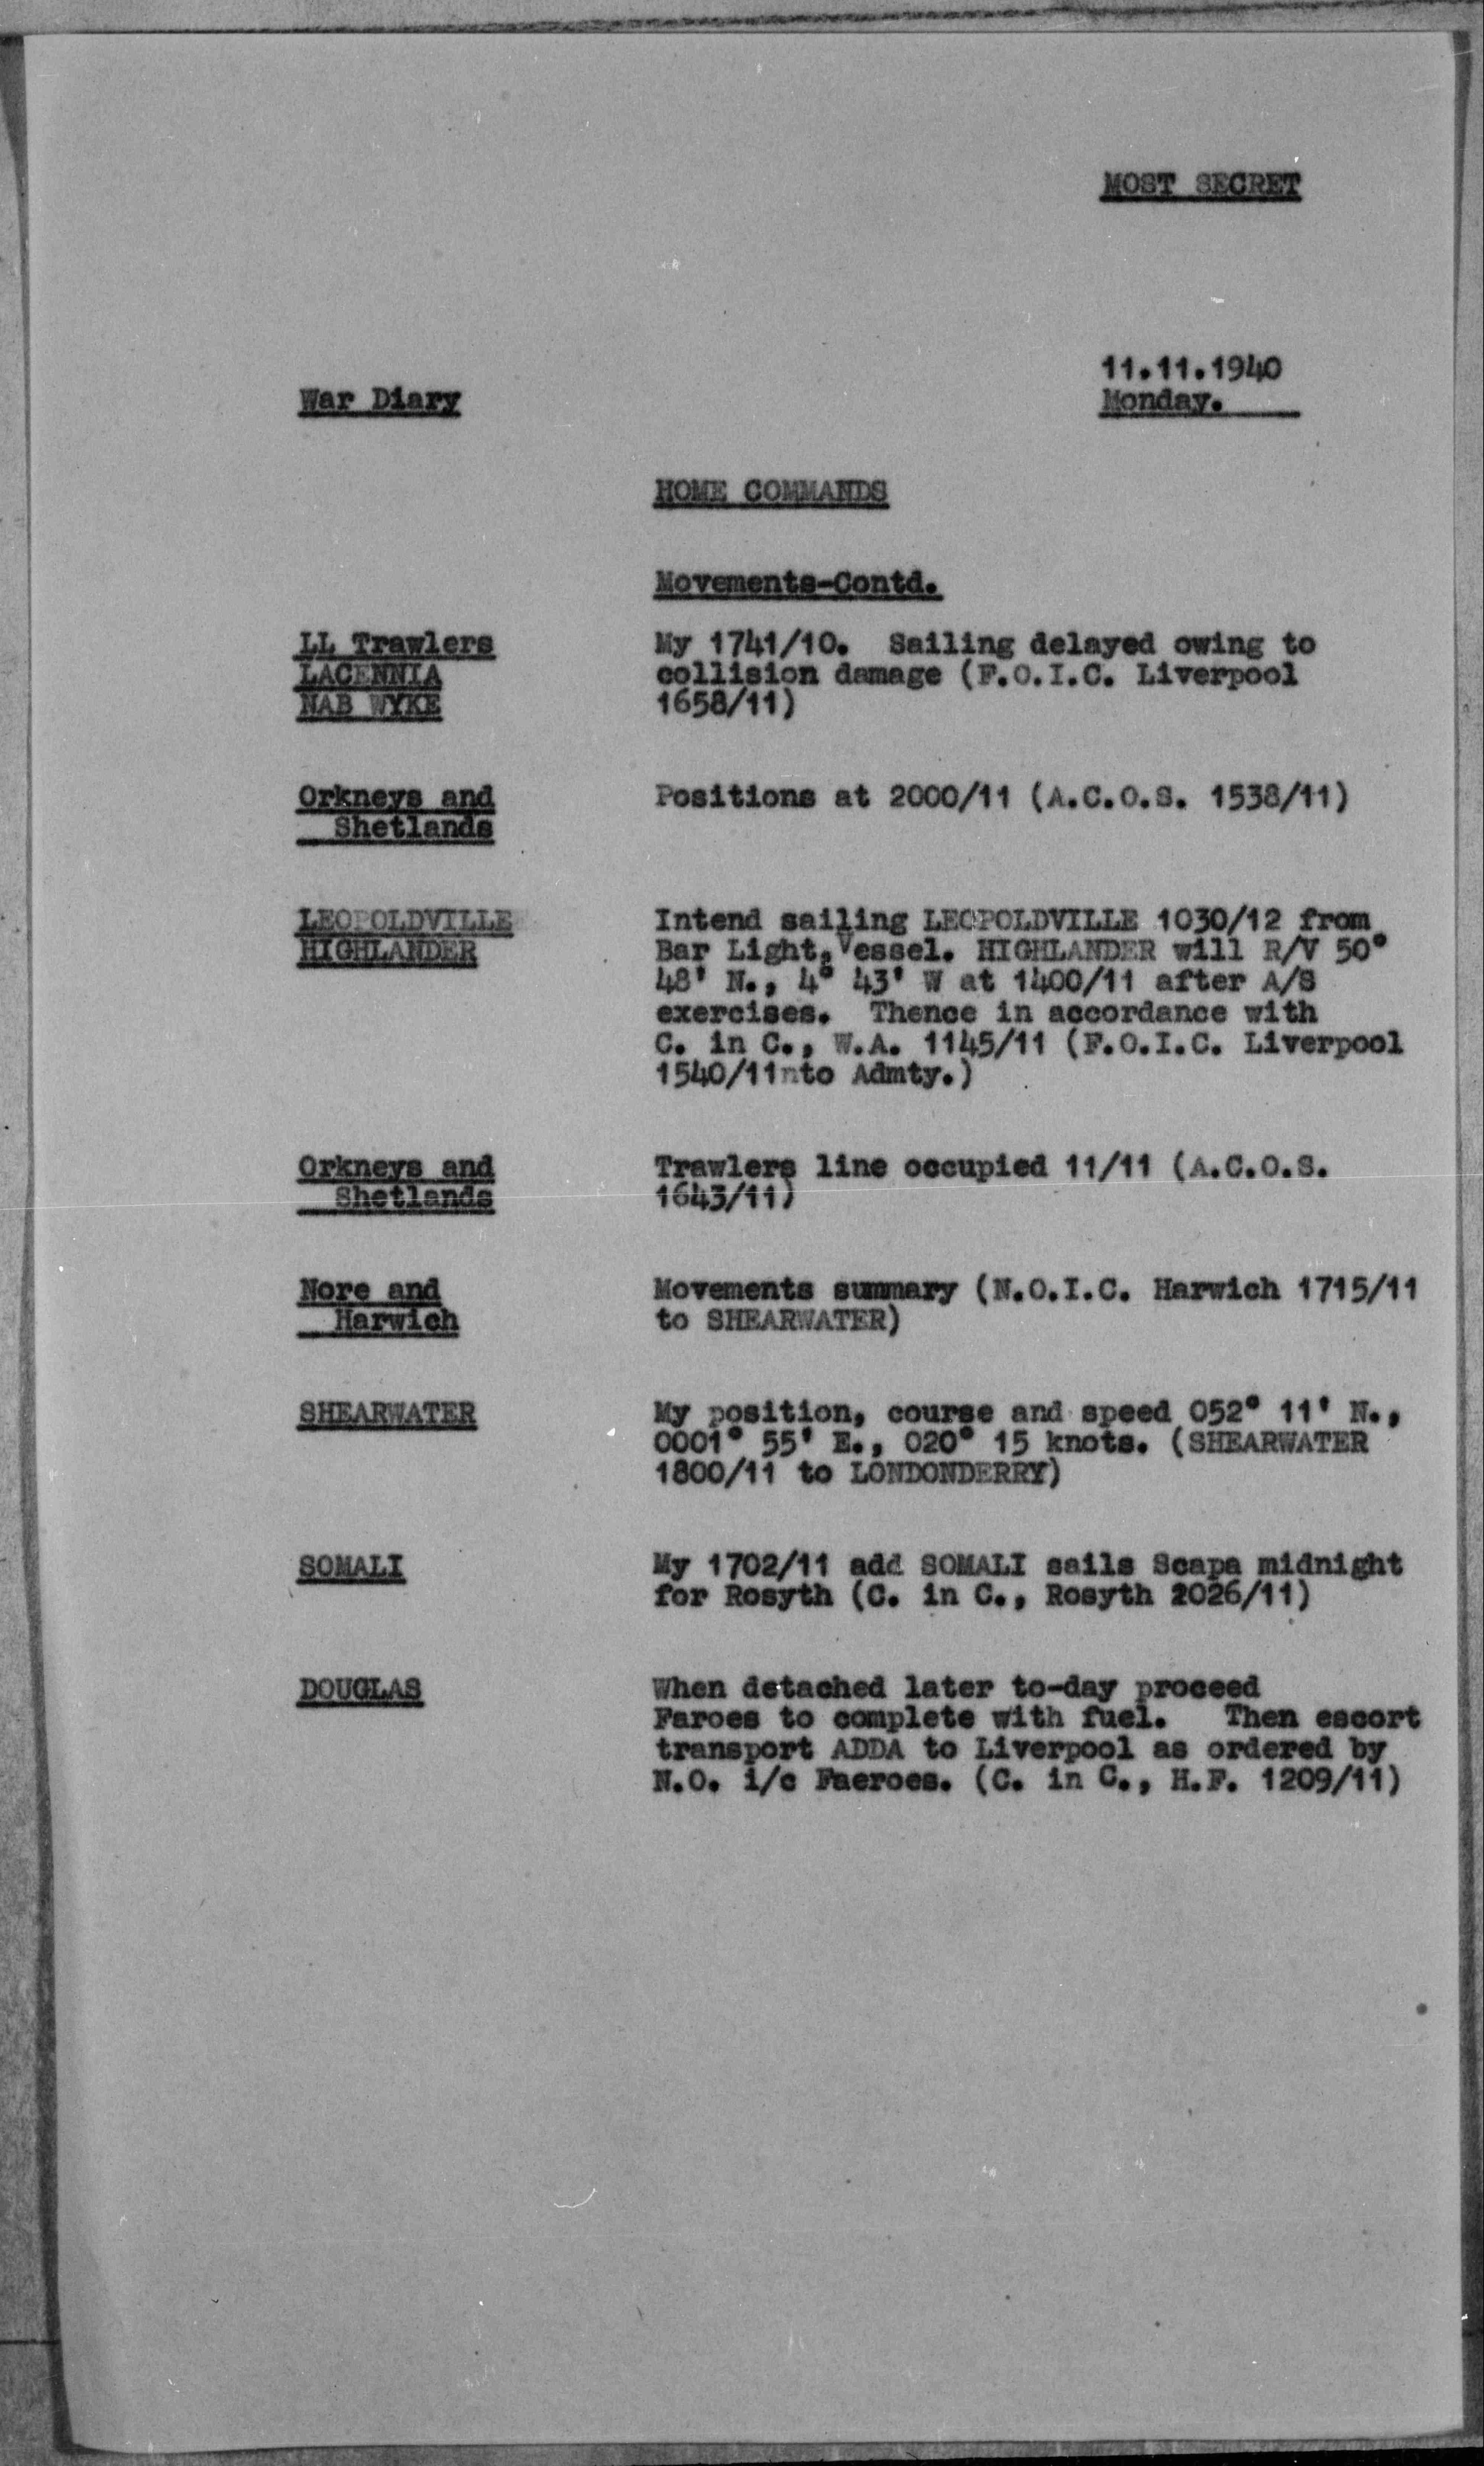 MOST SECRET
11.11.1940
War Diary
Monday.
HOME COMMANDS
Movements-Contd.
LL Trawlers
LACENNIA
NAB WYKE
My 1741/10. Sailing delayed owing to
collision damage (F.O.I.C. Liverpool
1658/11)
Orkneys and
Shetlands
Positions at 2000/11 (A.C.O.S. 1538/11)
LEOPOLDVILLE
HIGHLANDER
Intend sailing LEOPOLDVILLE 1030/12 from
Bar Light, Vessel. HIGHLANDER will R/V 50°
48' N., 4° 43' W at 1400/11 after A/S
exercises. Thence in accordance with
C. in C., W.A. 1145/11 (F.O.I.C. Liverpool
1540/11nto Admty.)
Orkneys and
Shetlands
Trawlers line occupied 11/11 (A.C.O.S.
1643/11)
Nore and
Harwich
Movements summary (N.O.I.C. Harwich 1715/11
to SHEARWATER)
SHEARWATER
My position, course and speed 052° 11' N.,
0001° 55' E., 020° 15 knots. (SHEARWATER
1800/11 to LONDONDERRY)
SOMALI
My 1702/11 add SOMALI sails Scapa midnight
for Rosyth (C. in C., Rosyth 2026/11)
DOUGLAS
When detached later to-day proceed
Faroes to complete with fuel. Then escort
transport ADDA to Liverpool as ordered by
N.O. i/c Faeroes. (C. in C., H.F. 1209/11)